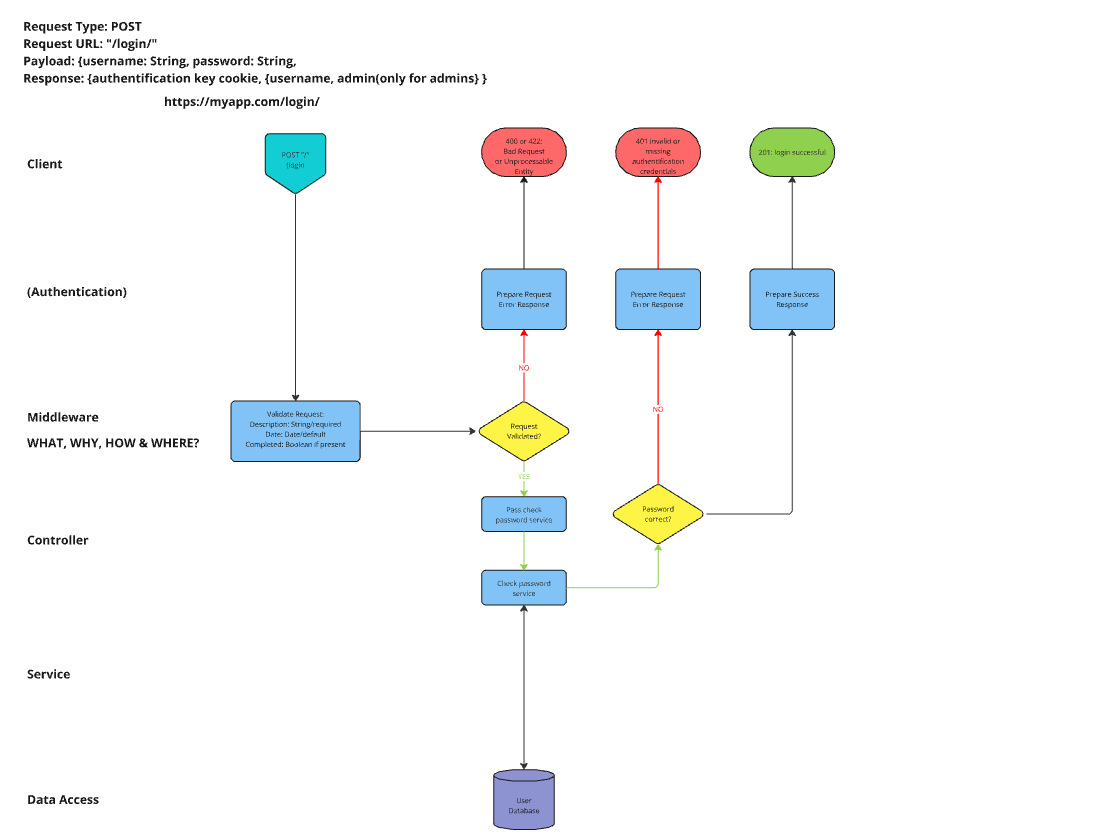 Request Type: POST
Request URL: "/login/"
Payload: {username: String, password: String,
Response: {authentification key cookie, {username, admin(only for admins} }
https://myapp.com/login/
Client
POST "/"
(login
400 or 422:
Bad Request
or Unprocessable
Entity
401 invalid or
missing
authentification
credentials
201: login successful
(Authentication)
Prepare Request
Error Response
Prepare Request
Error Response
Prepare Success
Response
NO
NO
Middleware
WHAT, WHY, HOW & WHERE?
Validate Request:
Description: String/required
Date: Date/default
Completed: Boolean if present
Request
Validated?
YES
Pass check
password service
Password
correct?
Controller
Check password
service
Service
Data Access
User
Database